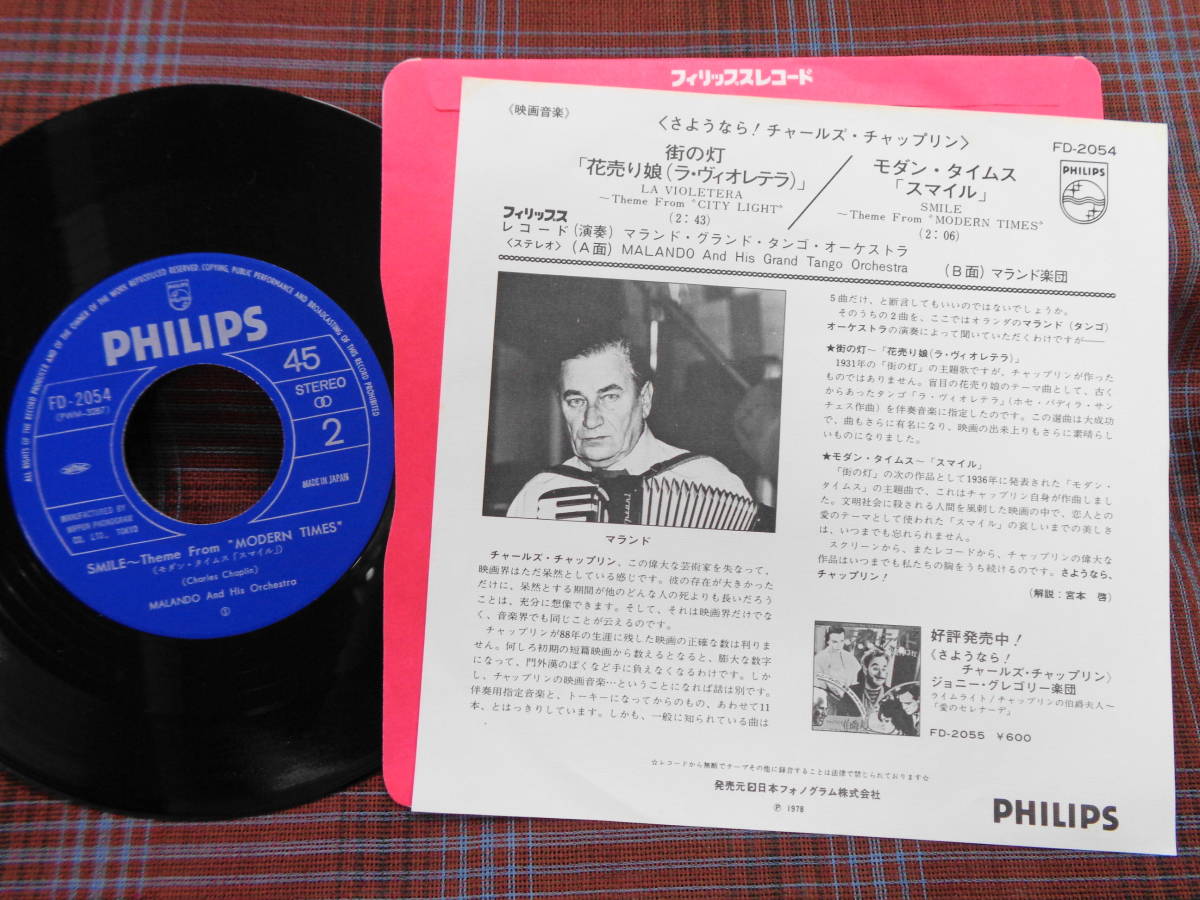 フィリップスレコード
《映画音楽》
〈さようなら！チャールズ・チャップリン〉
FD-2054
街の灯
「花売り娘（ラ・ヴィオレテラ）」
LA VIOLETERA
～Theme From "CITY LIGHT"
(2:43)
モダン・タイムス
「スマイル」
SMILE
～Theme From "MODERN TIMES"
(2:06)
PHILIPS
フィリップス
レコード（演奏）マランド・グランド・タンゴ・オーケストラ
〈ステレオ〉（A面）MALANDO And His Grand Tango Orchestra （B面）マランド楽団
マランド
チャールズ・チャップリン、この偉大な芸術家を失なって、
映画界はただ呆然としている感じです。彼の存在が大きかった
だけに、呆然とする期間が他のどんな人の死よりも長いだろう
ことは、充分に想像できます。そして、それは映画界だけでな
く、音楽界でも同じことが云えるのです。
チャップリンが88年の生涯に残した映画の正確な数は判りま
せん。何しろ初期の短篇映画から数えるとなると、膨大な数字
になって、門外漢のぼくなど手に負えなくなるわけです。しか
し、チャップリンの映画音楽…ということになれば話は別です。
伴奏用指定音楽と、トーキーになってからのもの、あわせて11
本、とはっきりしています。しかも、一般に知られている曲は
5曲だけ、と断言してもいいのではないでしょうか。
そのうちの2曲を、ここではオランダのマランド（タンゴ）
オーケストラの演奏によって聞いていただくわけですが――
★街の灯～「花売り娘（ラ・ヴィオレテラ）」
1931年の「街の灯」の主題歌ですが、チャップリンが作った
ものではありません。盲目の花売り娘のテーマ曲として、古く
からあったタンゴ「ラ・ヴィオレテラ」（ホセ・パディラ・サン
チェス作曲）を伴奏音楽に指定したのです。この選曲は大成功
で、曲もさらに有名になり、映画の出来上りもさらに素晴らし
いものになりました。
★モダン・タイムス～「スマイル」
「街の灯」の次の作品として1936年に発表された「モダン・
タイムス」の主題曲で、これはチャップリン自身が作曲しまし
た。文明社会に殺される人間を風刺した映画の中で、恋人との
愛のテーマとして使われた「スマイル」の哀しいまでの美しさ
は、いつまでも忘れられません。
スクリーンから、またレコードから、チャップリンの偉大な
作品はいつまでも私たちの胸をうち続けるのです。さようなら、
チャップリン！
（解説：宮本 啓）
好評発売中！
《さようなら！
チャールズ・チャップリン》
ジョニー・グレゴリー楽団
ライムライト/チャップリンの伯爵夫人～
「愛のセレナーデ」
FD-2055 ￥600
☆レコードから無断でテープその他に録音することは法律で禁じられております☆
発売元 日本フォノグラム株式会社
Ⓟ 1978
PHILIPS
ALL RIGHTS OF THE RECORD PRODUCER AND OF THE OWNER OF THE WORK REPRODUCED RESERVED. COPYING, PUBLIC PERFORMANCE AND BROADCASTING OF THIS RECORD PROHIBITED
PHILIPS
PHILIPS
FD-2054
45
STEREO
2
MADE IN JAPAN
MANUFACTURED BY
NIPPON PHONOGRAM
CO., LTD., TOKYO
SMILE～Theme From "MODERN TIMES"
(モダン・タイムス「スマイル」)
(Charles Chaplin)
MALANDO And His Orchestra